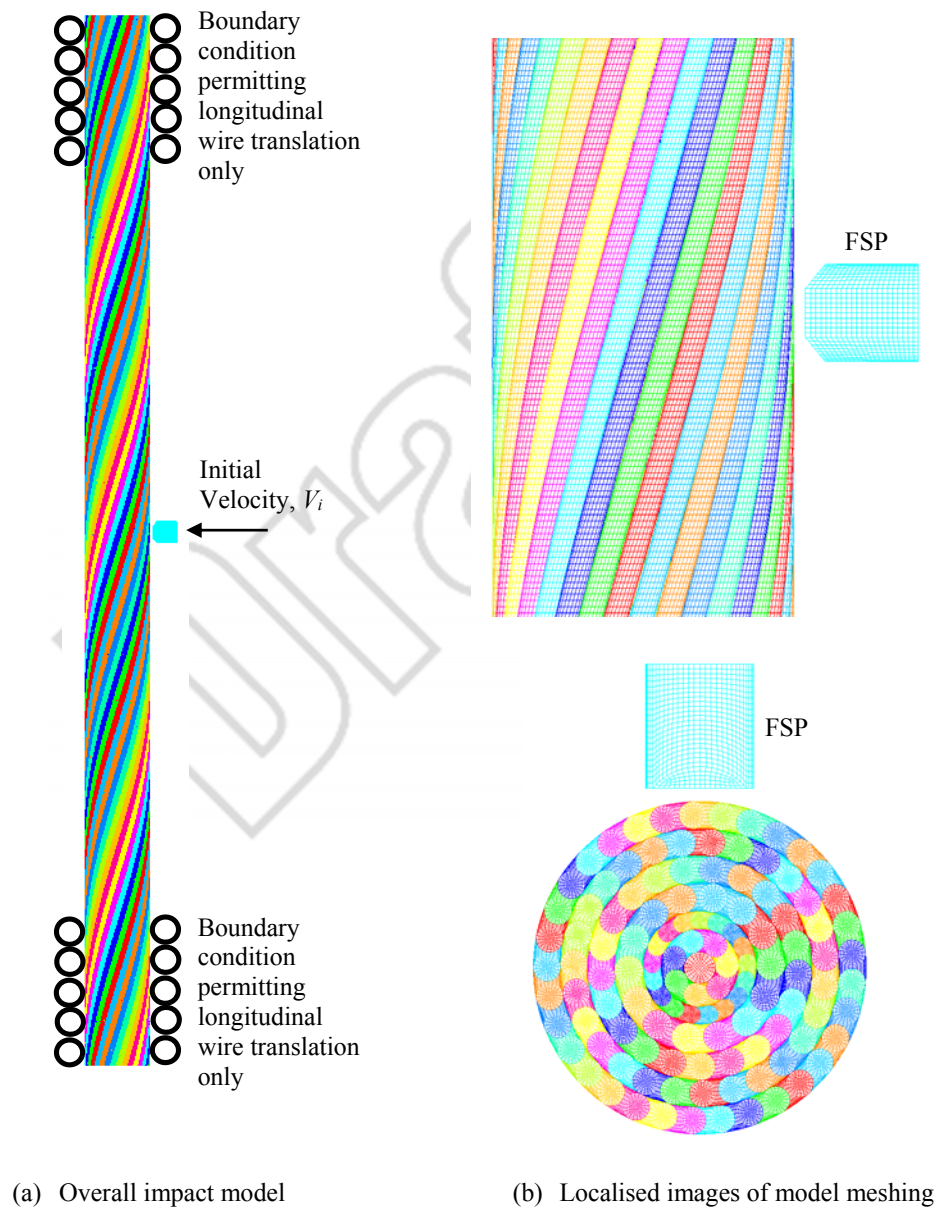 Boundary
condition
permitting
longitudinal
wire translation
only
FSP
Initial
Velocity, Vi
FSP
Boundary
condition
permitting
longitudinal
wire translation
only
(a) Overall impact model
(b) Localised images of model meshing
Draft